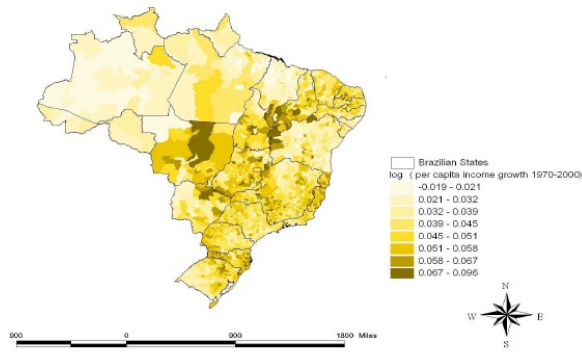 Brazilian States
log ( per capita income growth 1970-2000)
-0.019 - 0.021
0.021 - 0.032
0.032 - 0.039
0.039 - 0.045
0.045 - 0.051
0.051 - 0.058
0.058 - 0.067
0.067 - 0.096
N
W E
S
900 0 900 1800 Miles